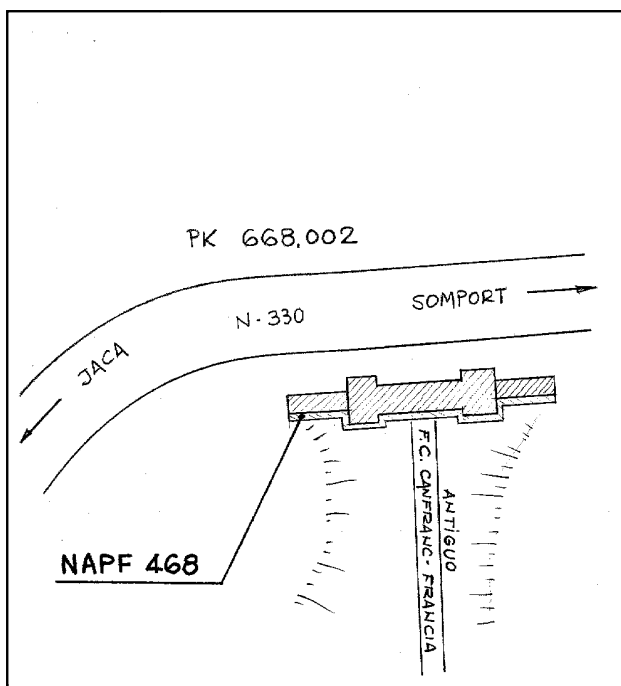 PK 668,002
SOMPORT
N-330
JACA
ANTIGUO
F.C. CANFRANC-FRANCIA
NAPF 468